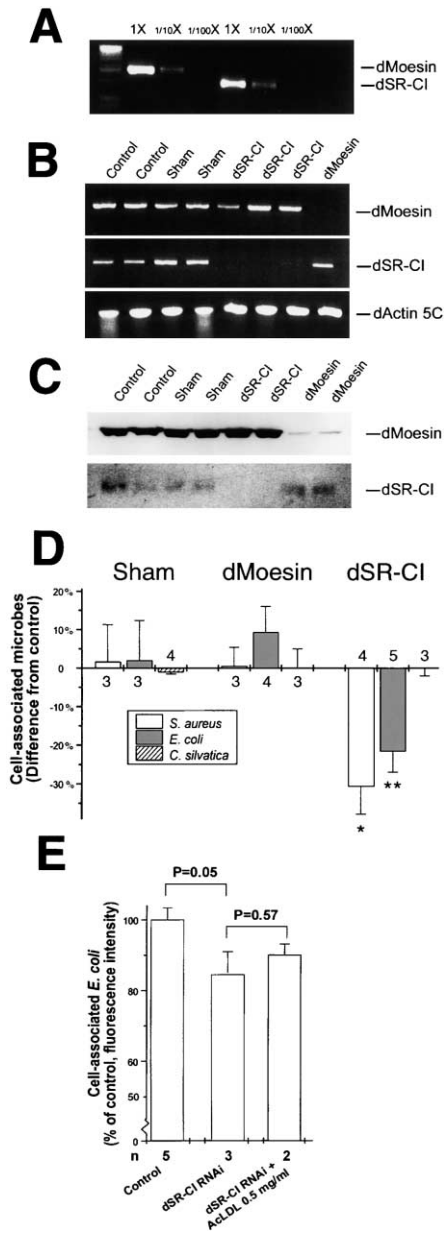 A
1X 1/10X 1/100X 1X 1/10X 1/100X
dMoesin
dSR-CI
B
Control Control Sham Sham dSR-CI dSR-CI dSR-CI dMoesin
dMoesin
dSR-CI
dActin 5C
C
Control Control Sham Sham dSR-CI dSR-CI dMoesin dMoesin
dMoesin
dSR-CI
D
Sham dMoesin dSR-CI
Cell-associated microbes
(Difference from control)
20%
10%
0
-10%
-20%
-30%
3 3 4 3 4 3 4 5 3
* **
S. aureus
E. coli
C. silvatica
E
P=0.05
P=0.57
Cell-associated E. coli
(% of control, fluorescence intensity)
100
90
80
50
0
n 5 3 2
Control
dSR-CI RNAi
dSR-CI RNAi +
AcLDL 0.5 mg/ml